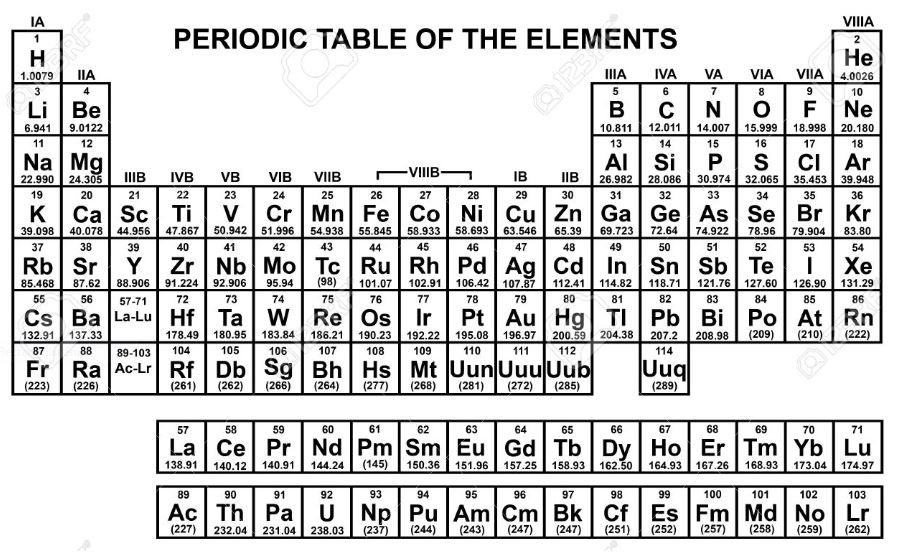 IA VIIIA
PERIODIC TABLE OF THE ELEMENTS
1 2
H He
1.0079 IIA IIIA IVA VA VIA VIIA 4.0026
3 4 5 6 7 8 9 10
Li Be B C N O F Ne
6.941 9.0122 10.811 12.011 14.007 15.999 18.998 20.180
11 12 13 14 15 16 17 18
Na Mg Al Si P S Cl Ar
22.990 24.305 IIIB IVB VB VIB VIIB VIIIB IB IIB 26.982 28.086 30.974 32.065 35.453 39.948
19 20 21 22 23 24 25 26 27 28 29 30 31 32 33 34 35 36
K Ca Sc Ti V Cr Mn Fe Co Ni Cu Zn Ga Ge As Se Br Kr
39.098 40.078 44.956 47.867 50.942 51.996 54.938 55.845 58.933 58.693 63.546 65.39 69.723 72.64 74.922 78.96 79.904 83.80
37 38 39 40 41 42 43 44 45 46 47 48 49 50 51 52 53 54
Rb Sr Y Zr Nb Mo Tc Ru Rh Pd Ag Cd In Sn Sb Te I Xe
85.468 87.62 88.906 91.224 92.906 95.94 (98) 101.07 102.91 106.42 107.87 112.41 114.82 118.71 121.76 127.60 126.90 131.29
55 56 57-71 72 73 74 75 76 77 78 79 80 81 82 83 84 85 86
Cs Ba La-Lu Hf Ta W Re Os Ir Pt Au Hg Tl Pb Bi Po At Rn
132.91 137.33 178.49 180.95 183.84 186.21 190.23 192.22 195.08 196.97 200.59 204.38 207.2 208.98 (209) (210) (222)
87 88 89-103 104 105 106 107 108 109 110 111 112 114
Fr Ra Ac-Lr Rf Db Sg Bh Hs Mt Uun Uuu Uub Uuq
(223) (226) (261) (262) (266) (264) (277) (268) (281) (272) (285) (289)
57 58 59 60 61 62 63 64 65 66 67 68 69 70 71
La Ce Pr Nd Pm Sm Eu Gd Tb Dy Ho Er Tm Yb Lu
138.91 140.12 140.91 144.24 (145) 150.36 151.96 157.25 158.93 162.50 164.93 167.26 168.93 173.04 174.97
89 90 91 92 93 94 95 96 97 98 99 100 101 102 103
Ac Th Pa U Np Pu Am Cm Bk Cf Es Fm Md No Lr
(227) 232.04 231.04 238.03 (237) (244) (243) (247) (247) (251) (252) (257) (258) (259) (262)